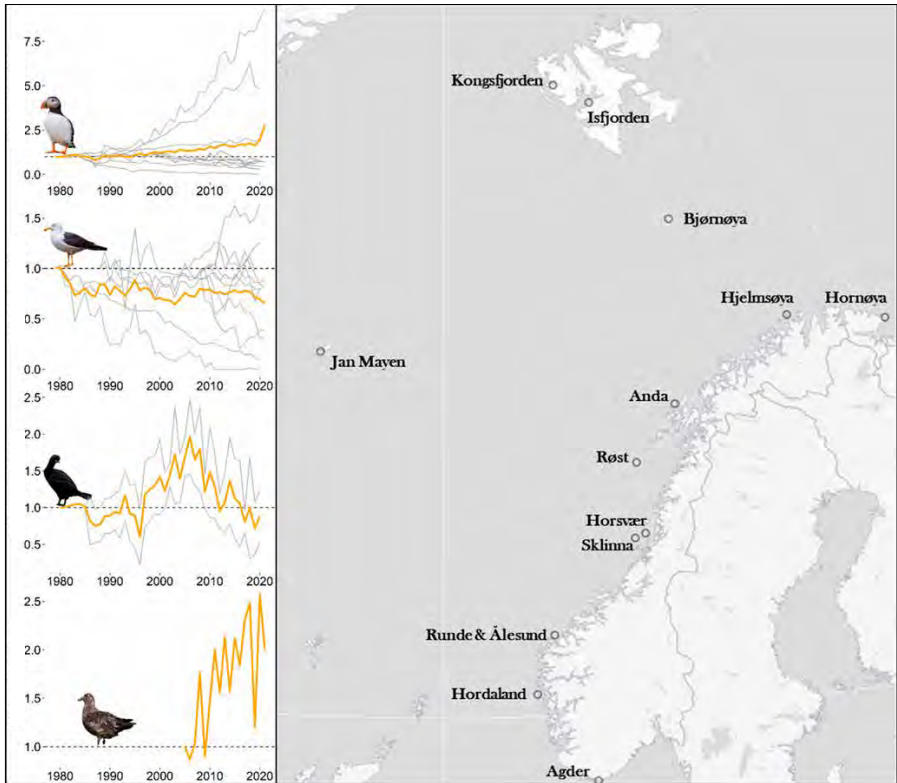 7.5
5.0
2.5
0.0
1980 1990 2000 2010 2020
1.5
1.0
0.5
0.0
1980 1990 2000 2010 2020
2.5
2.0
1.5
1.0
0.5
1980 1990 2000 2010 2020
2.5
2.0
1.5
1.0
1980 1990 2000 2010 2020
Kongsfjorden
Isfjorden
Bjørnøya
Hjelmsøya Hornøya
Jan Mayen
Anda
Røst
Horsvær
Sklinna
Runde & Ålesund
Hordaland
Agder